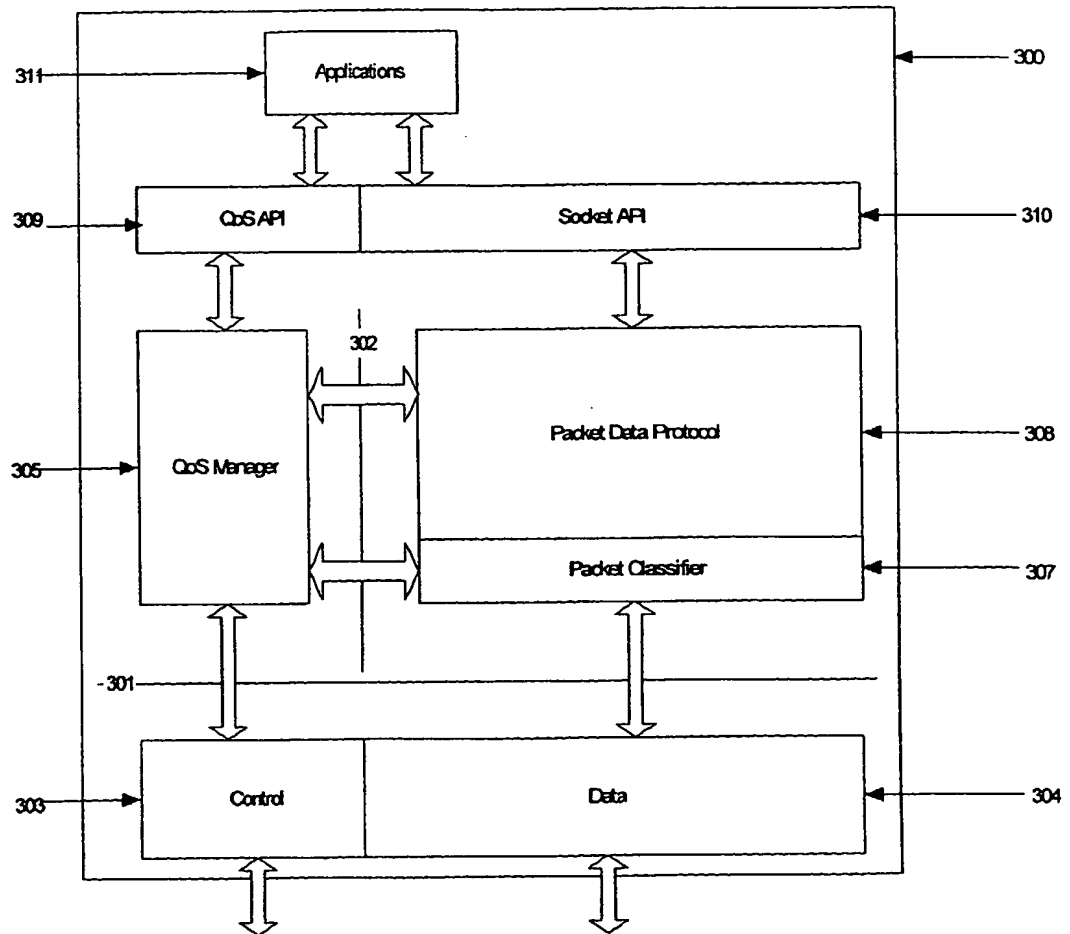 300
311
Applications
309
QoS API
Socket API
310
302
305
QoS Manager
Packet Data Protocol
308
Packet Classifier
307
301
303
Control
Data
304